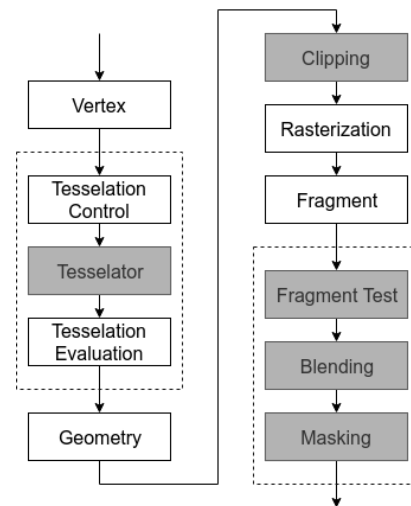 Vertex
Tesselation
Control
Tesselator
Tesselation
Evaluation
Geometry
Clipping
Rasterization
Fragment
Fragment Test
Blending
Masking